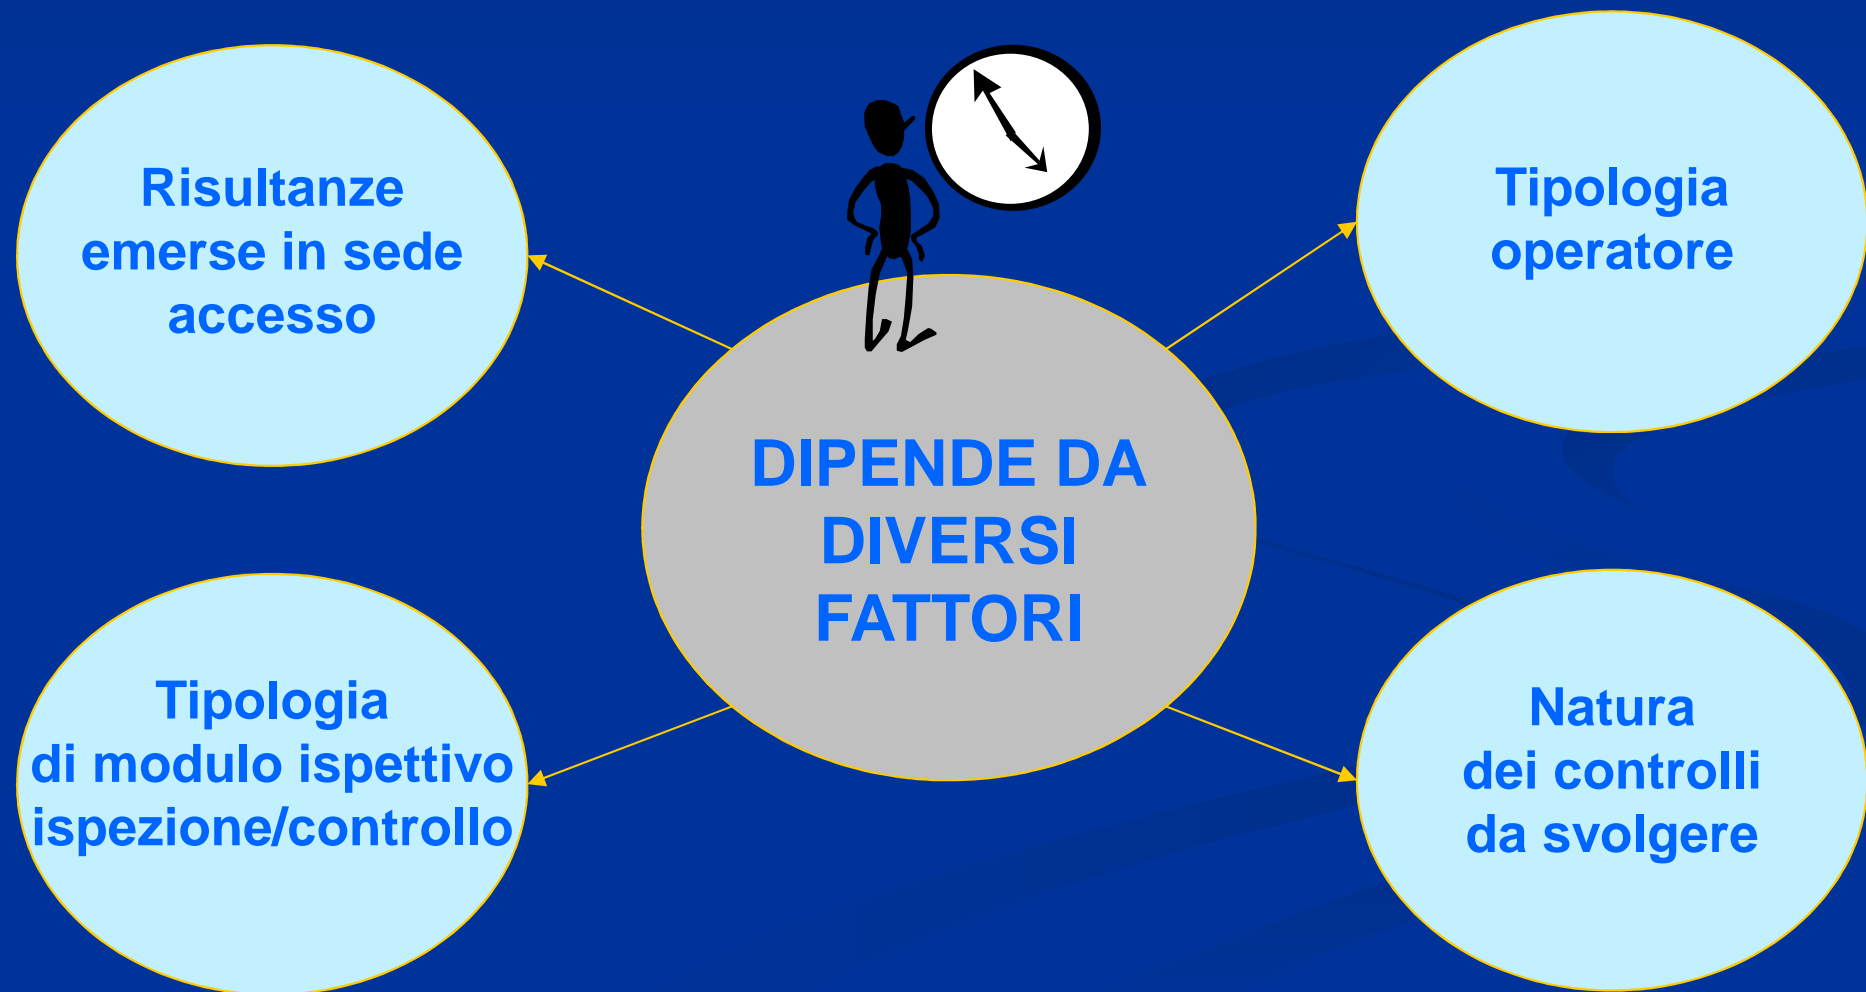 Risultanze
emerse in sede
accesso
Tipologia
operatore
DIPENDE DA
DIVERSI
FATTORI
Tipologia
di modulo ispettivo
ispezione/controllo
Natura
dei controlli
da svolgere